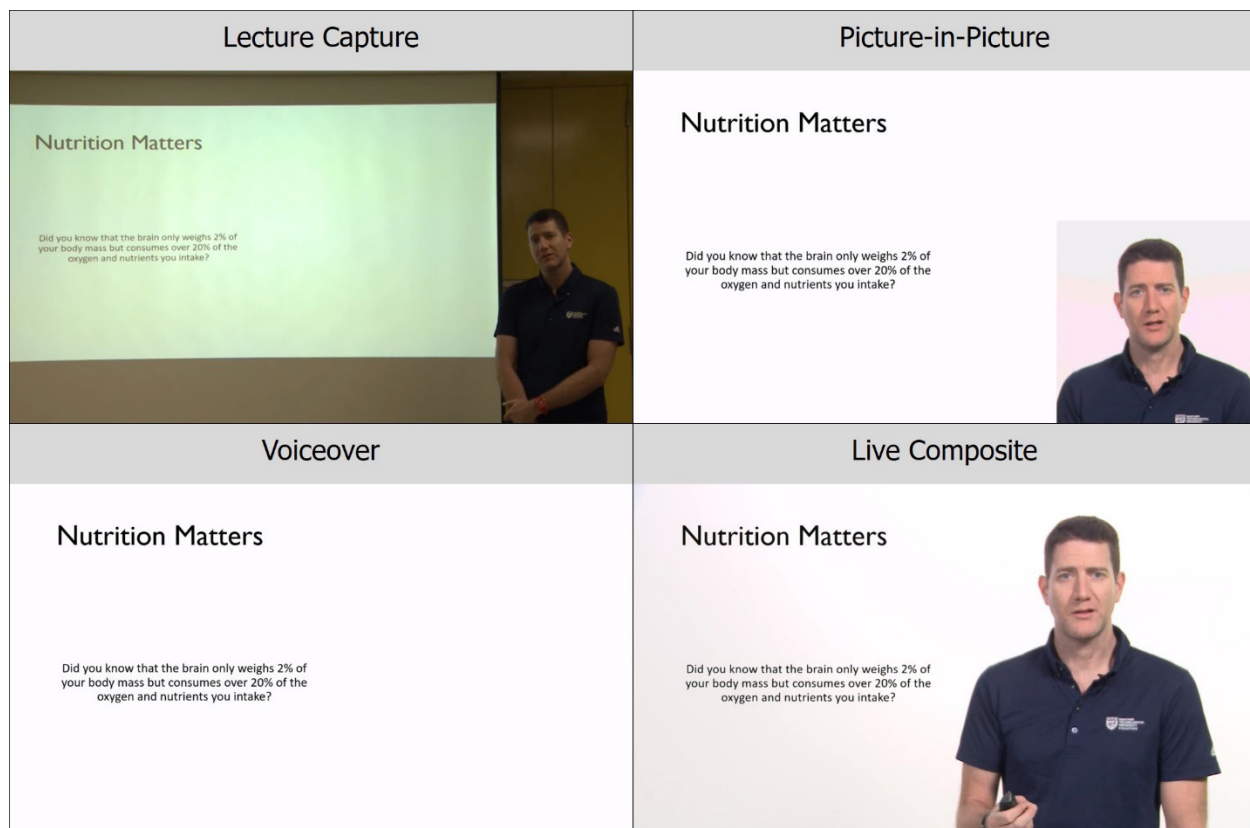 Lecture Capture
Nutrition Matters
Did you know that the brain only weighs 2% of
your body mass but consumes over 20% of the
oxygen and nutrients you intake?
Picture-in-Picture
Nutrition Matters
Did you know that the brain only weighs 2% of
your body mass but consumes over 20% of the
oxygen and nutrients you intake?
Voiceover
Nutrition Matters
Did you know that the brain only weighs 2% of
your body mass but consumes over 20% of the
oxygen and nutrients you intake?
Live Composite
Nutrition Matters
Did you know that the brain only weighs 2% of
your body mass but consumes over 20% of the
oxygen and nutrients you intake?